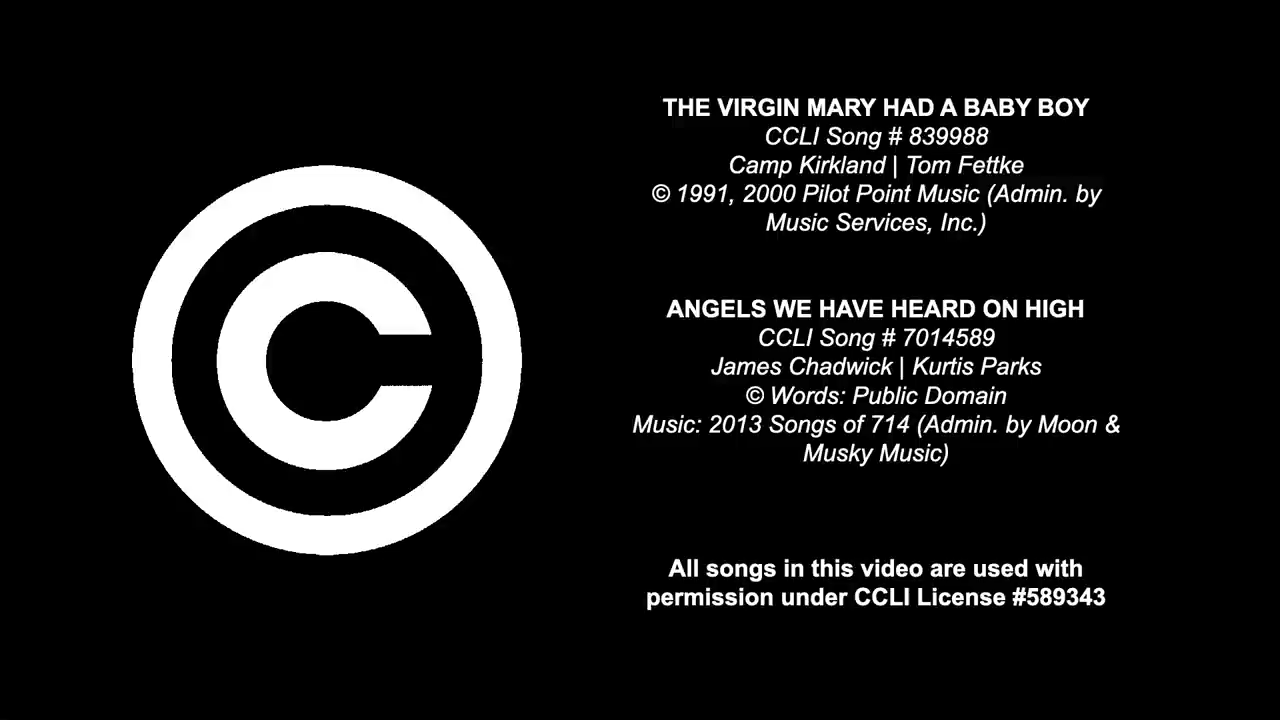 THE VIRGIN MARY HAD A BABY BOY
CCLI Song # 839988
Camp Kirkland | Tom Fettke
© 1991, 2000 Pilot Point Music (Admin. by
Music Services, Inc.)
ANGELS WE HAVE HEARD ON HIGH
CCLI Song # 7014589
James Chadwick | Kurtis Parks
© Words: Public Domain
Music: 2013 Songs of 714 (Admin. by Moon &
Musky Music)
All songs in this video are used with
permission under CCLI License #589343